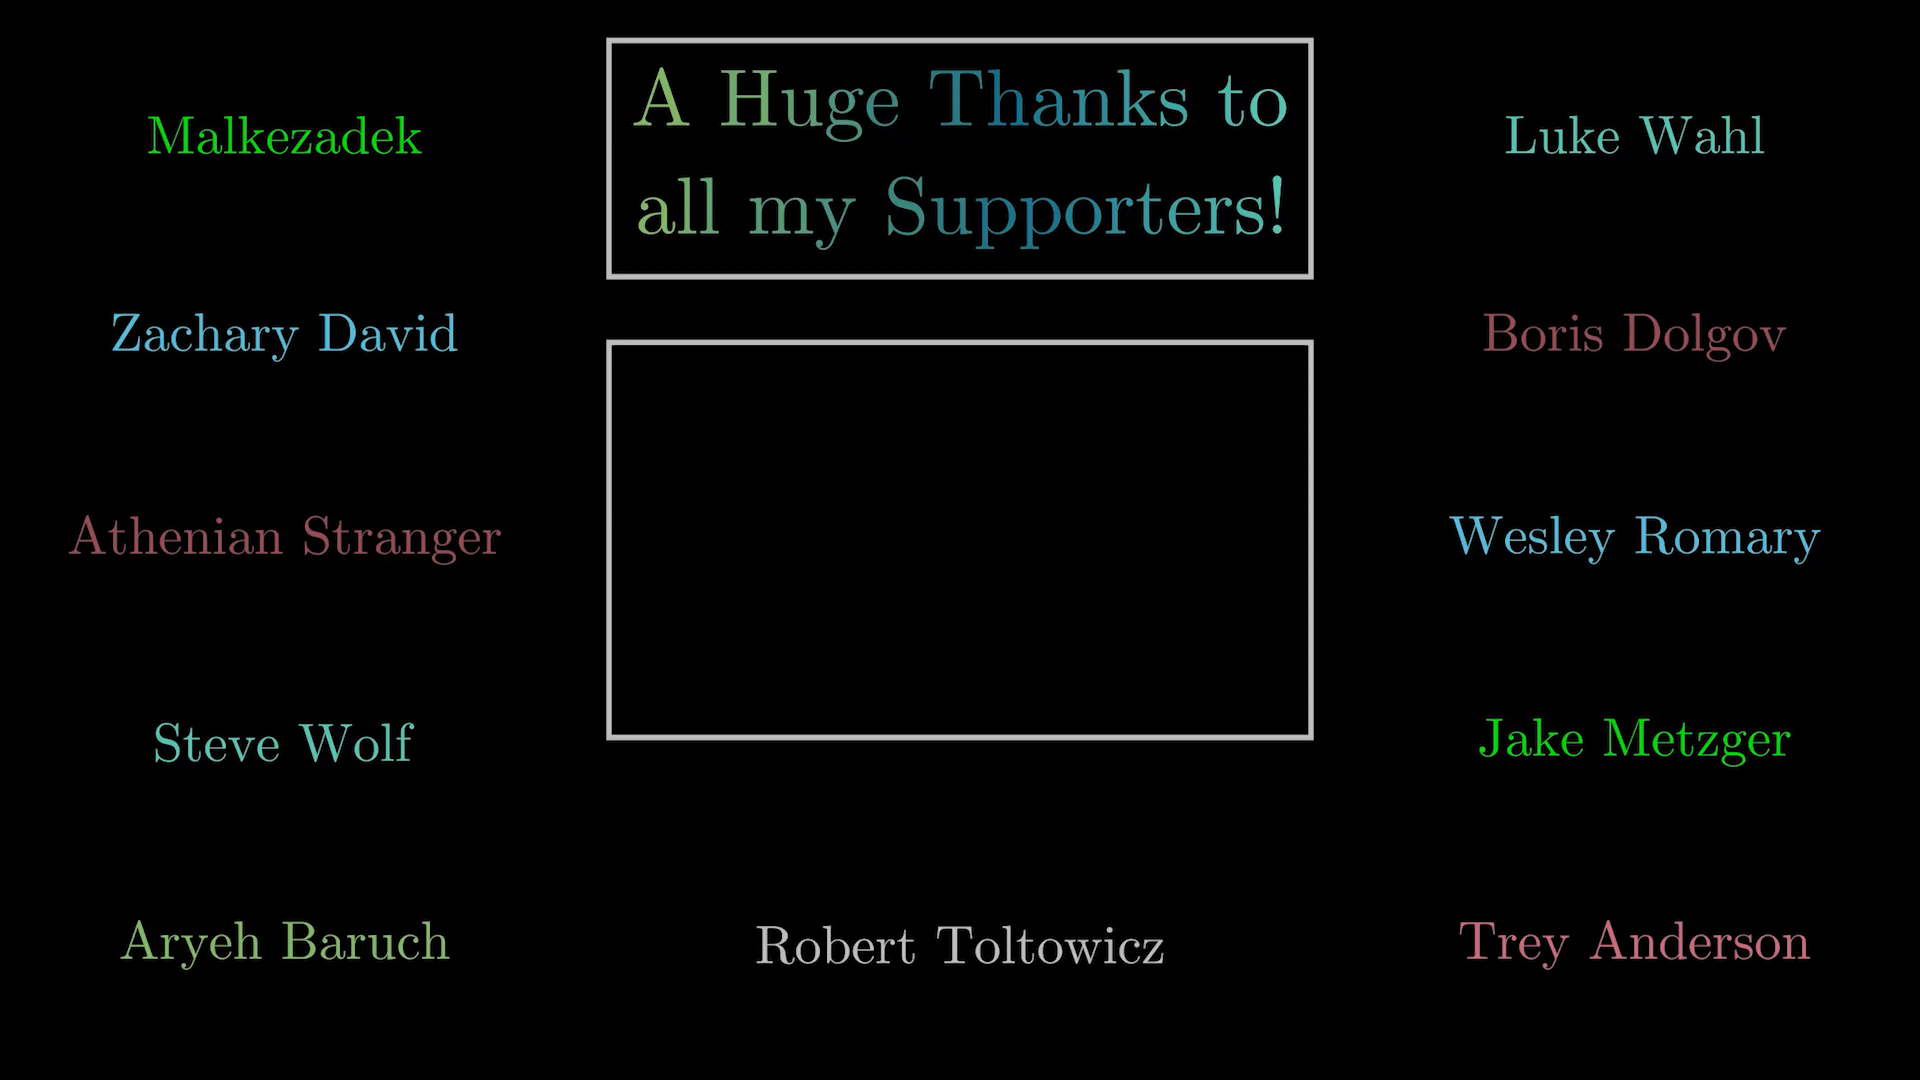 A Huge Thanks to
all my Supporters!
Malkezadek
Luke Wahl
Zachary David
Boris Dolgov
Athenian Stranger
Wesley Romary
Steve Wolf
Jake Metzger
Aryeh Baruch
Robert Toltowicz
Trey Anderson